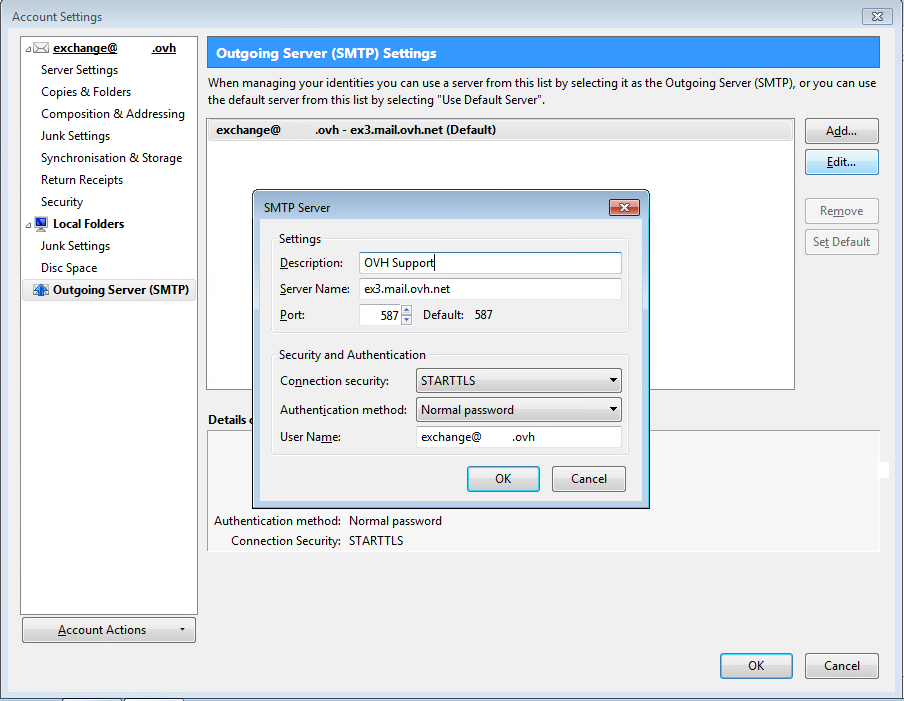 Account Settings
exchange@ .ovh
Server Settings
Copies & Folders
Composition & Addressing
Junk Settings
Synchronisation & Storage
Return Receipts
Security
Local Folders
Junk Settings
Disc Space
Outgoing Server (SMTP)
Account Actions
Outgoing Server (SMTP) Settings
When managing your identities you can use a server from this list by selecting it as the Outgoing Server (SMTP), or you can use
the default server from this list by selecting "Use Default Server".
exchange@ .ovh - ex3.mail.ovh.net (Default)
Add...
Edit...
Remove
Set Default
SMTP Server
Settings
Description: OVH Support
Server Name: ex3.mail.ovh.net
Port: 587 Default: 587
Security and Authentication
Connection security: STARTTLS
Authentication method: Normal password
User Name: exchange@ .ovh
OK Cancel
Details
Authentication method: Normal password
Connection Security: STARTTLS
OK Cancel